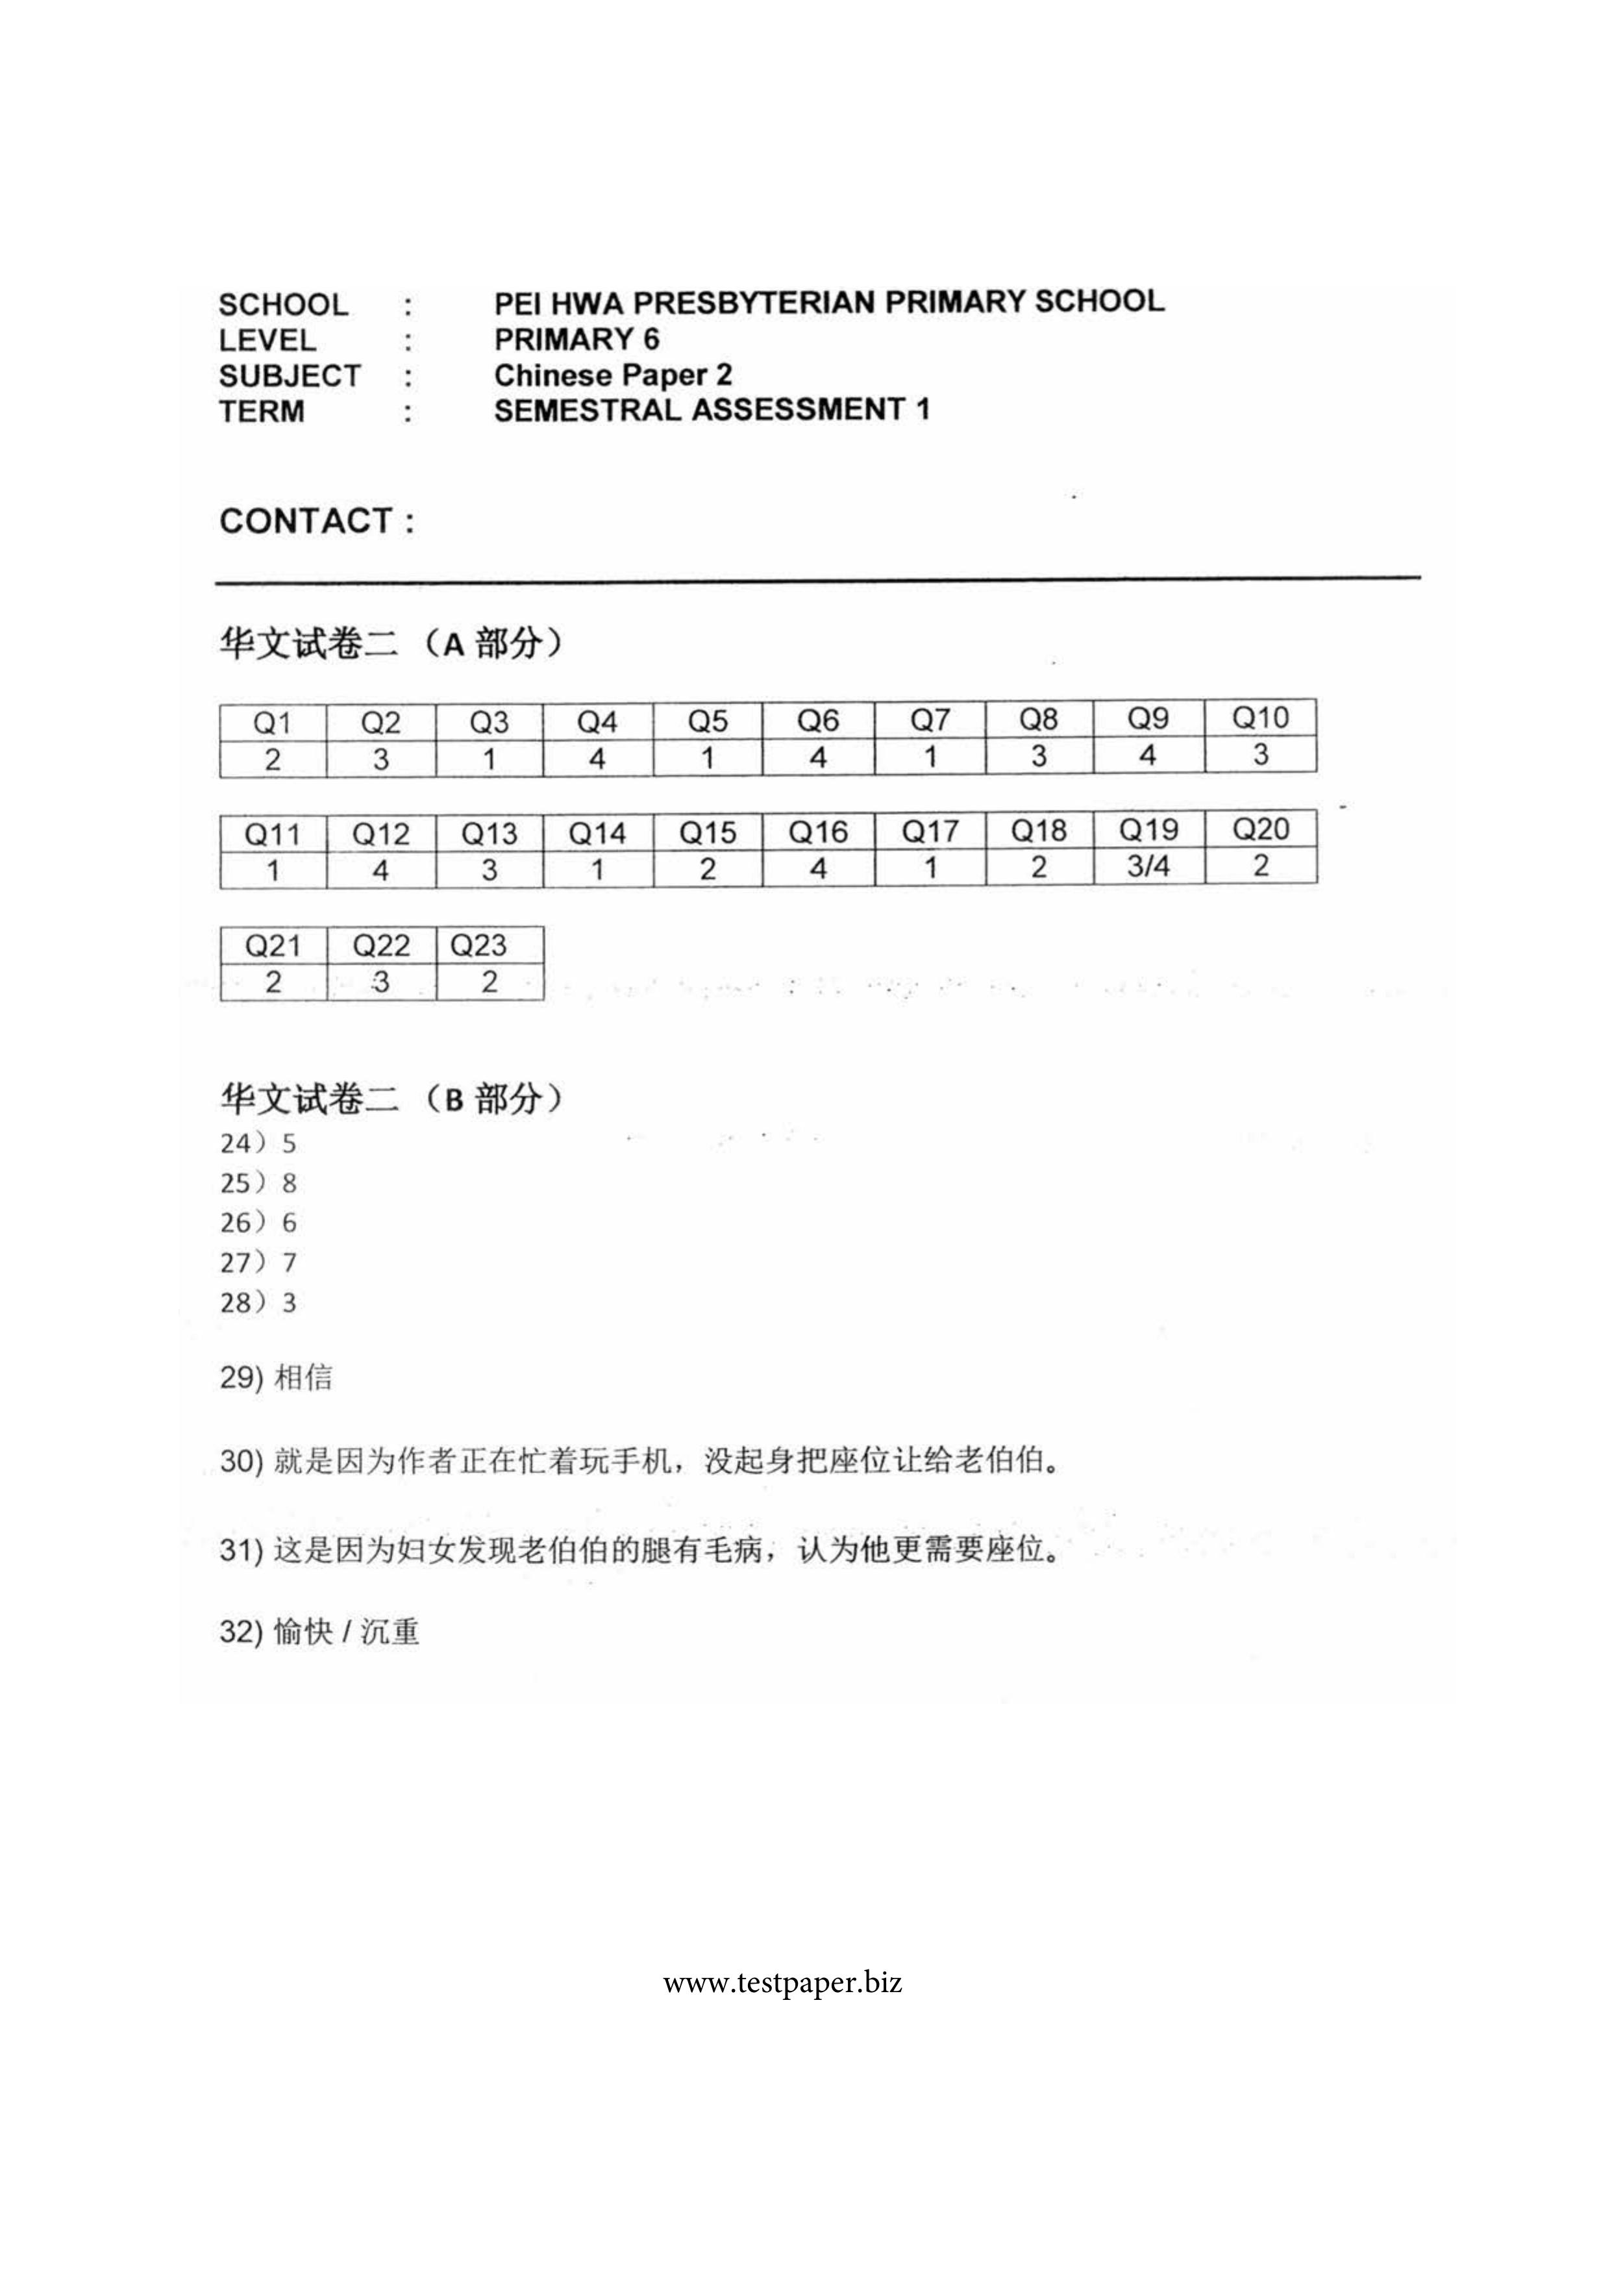 SCHOOL : PEI HWA PRESBYTERIAN PRIMARY SCHOOL
LEVEL : PRIMARY 6
SUBJECT : Chinese Paper 2
TERM : SEMESTRAL ASSESSMENT 1
CONTACT :
华文试卷二 （A 部分）
Q1 Q2 Q3 Q4 Q5 Q6 Q7 Q8 Q9 Q10
2 3 1 4 1 4 1 3 4 3
Q11 Q12 Q13 Q14 Q15 Q16 Q17 Q18 Q19 Q20
1 4 3 1 2 4 1 2 3/4 2
Q21 Q22 Q23
2 3 2
华文试卷二 （B 部分）
24）5
25）8
26）6
27）7
28）3
29) 相信
30) 就是因为作者正在忙着玩手机，没起身把座位让给老伯伯。
31) 这是因为妇女发现老伯伯的腿有毛病，认为他更需要座位。
32) 愉快 / 沉重
www.testpaper.biz